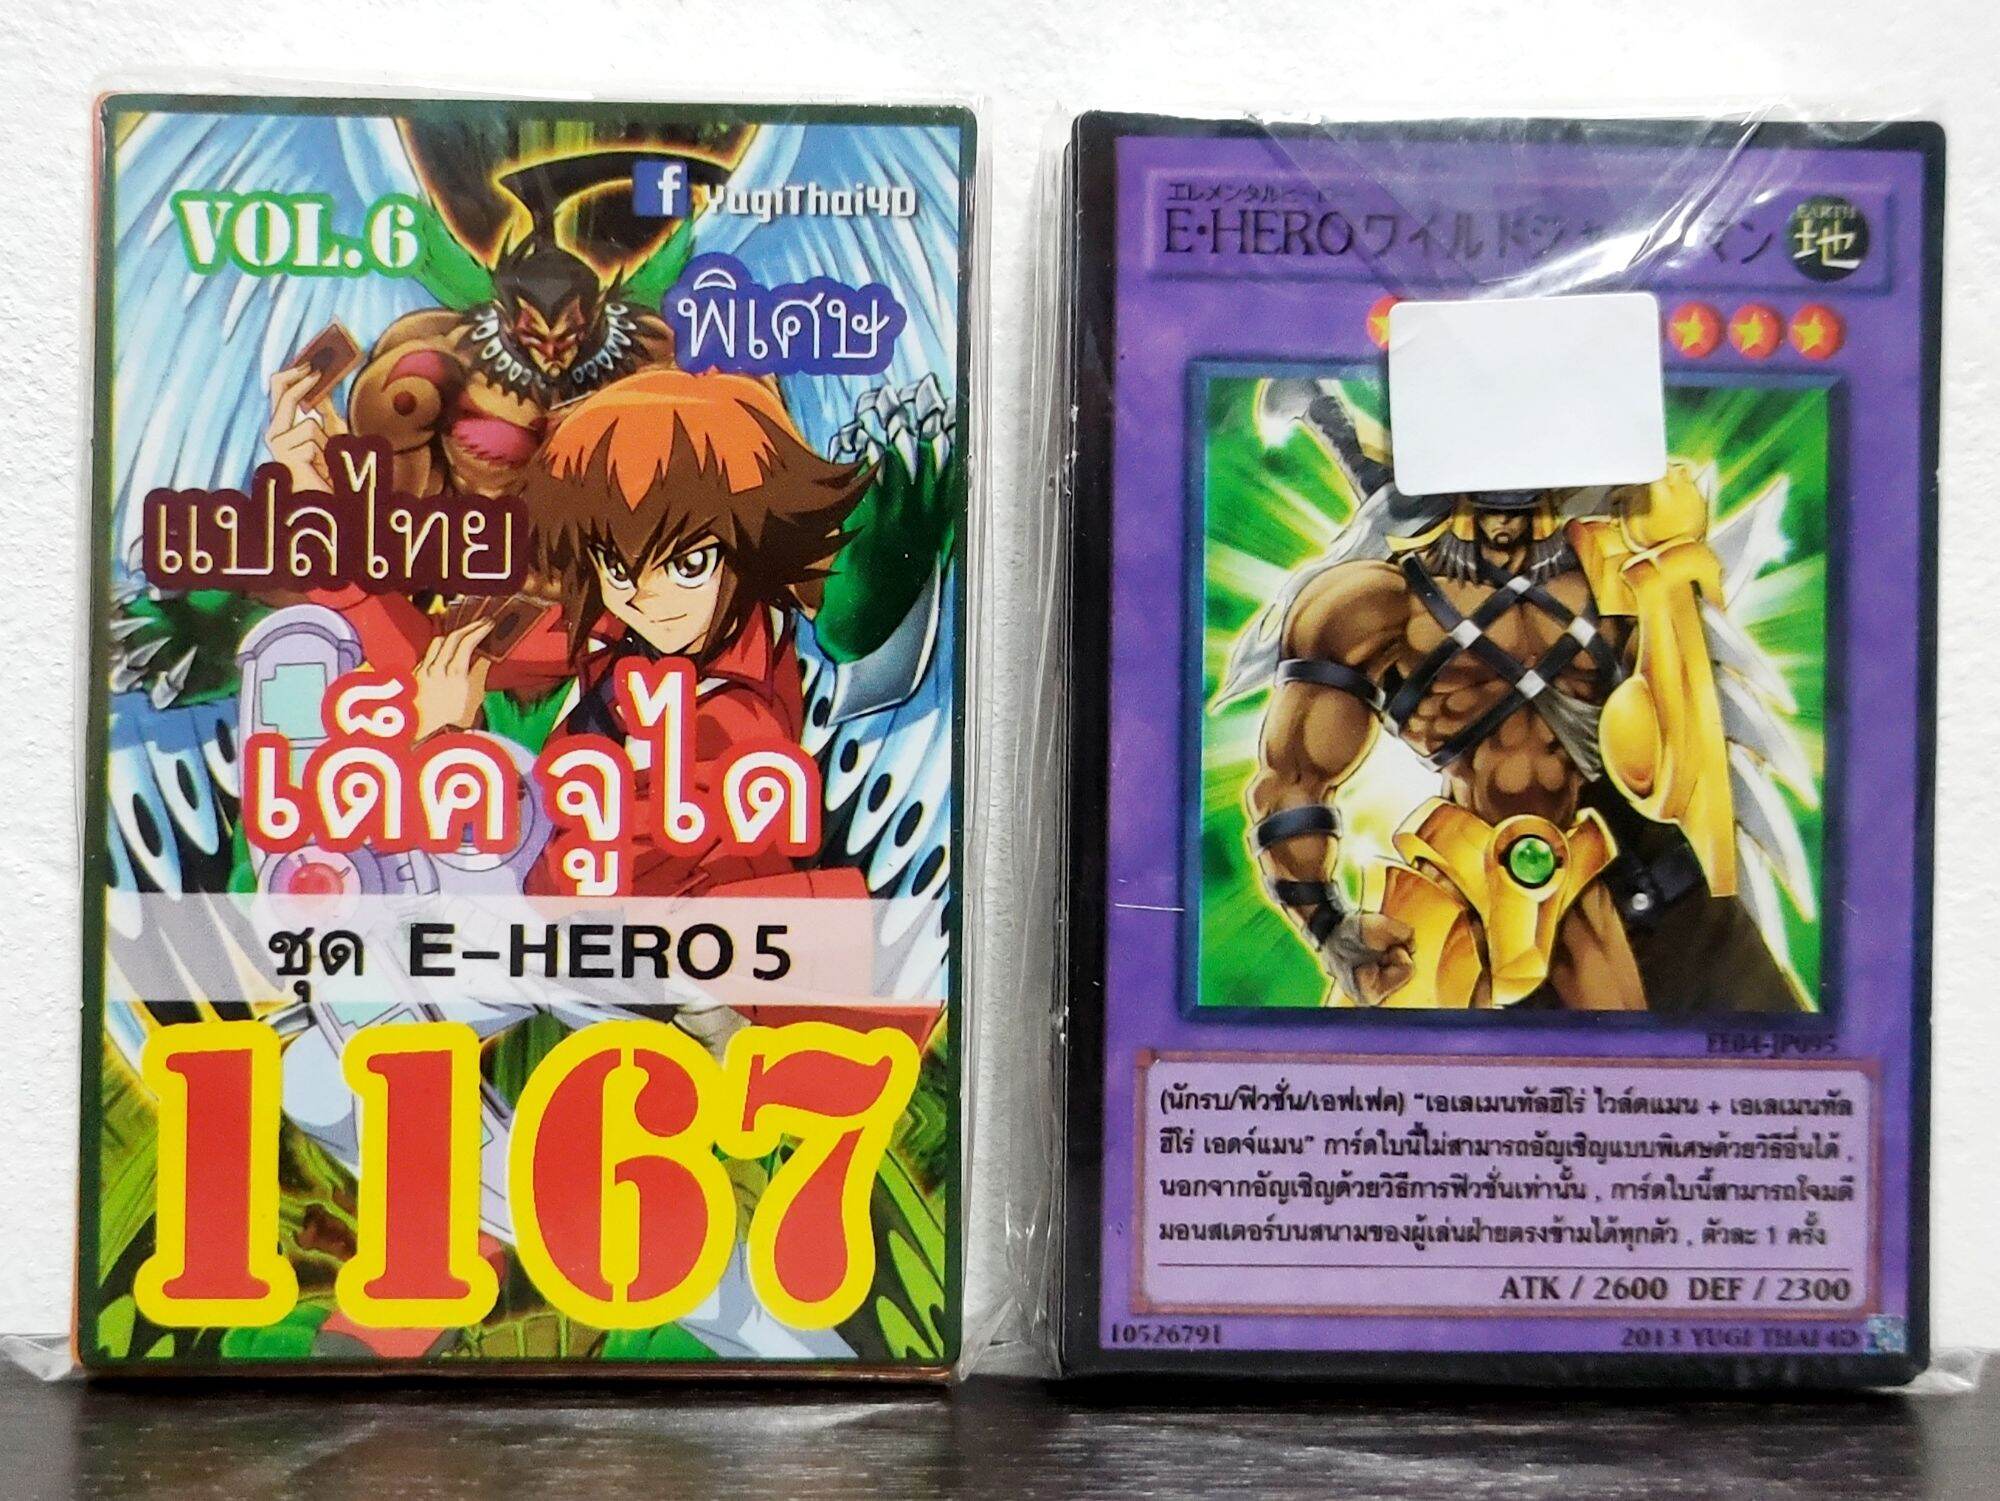 VOL.6
f YugiThai4D
พิเศษ
แปลไทย
เด็ค จูได
ชุด E-HERO 5
1167
エレメンタルヒーロー
E・HEROワイルドジャ マン
EARTH
地
EE04-JP095
(นักรบ/ฟิวชั่น/เอฟเฟค) "เอเลเมนทัลฮีโร่ ไวล์ดแมน + เอเลเมนทัล
ฮีโร่ เอดจ์แมน" การ์ดใบนี้ไม่สามารถอัญเชิญแบบพิเศษด้วยวิธีอื่นได้ ,
นอกจากอัญเชิญด้วยวิธีการฟิวชั่นเท่านั้น , การ์ดใบนี้สามารถโจมตี
มอนสเตอร์บนสนามของผู้เล่นฝ่ายตรงข้ามได้ทุกตัว , ตัวละ 1 ครั้ง
ATK / 2600 DEF / 2300
10526791
2013 YUGI THAI 4D